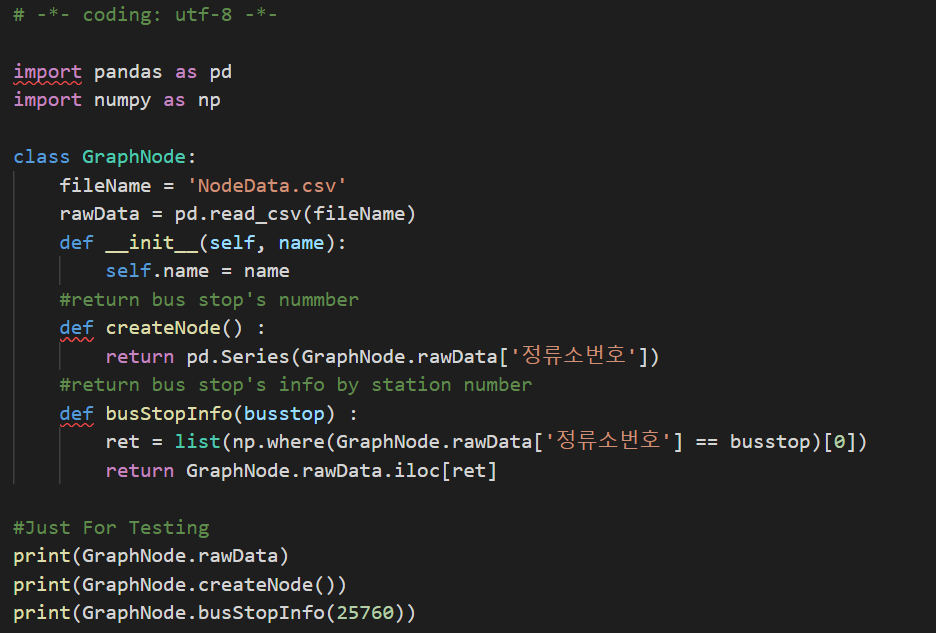 # -*- coding: utf-8 -*-
import pandas as pd
import numpy as np
class GraphNode:
fileName = 'NodeData.csv'
rawData = pd.read_csv(fileName)
def __init__(self, name):
self.name = name
#return bus stop's nummber
def createNode() :
return pd.Series(GraphNode.rawData['정류소번호'])
#return bus stop's info by station number
def busStopInfo(busstop) :
ret = list(np.where(GraphNode.rawData['정류소번호'] == busstop)[0])
return GraphNode.rawData.iloc[ret]
#Just For Testing
print(GraphNode.rawData)
print(GraphNode.createNode())
print(GraphNode.busStopInfo(25760))